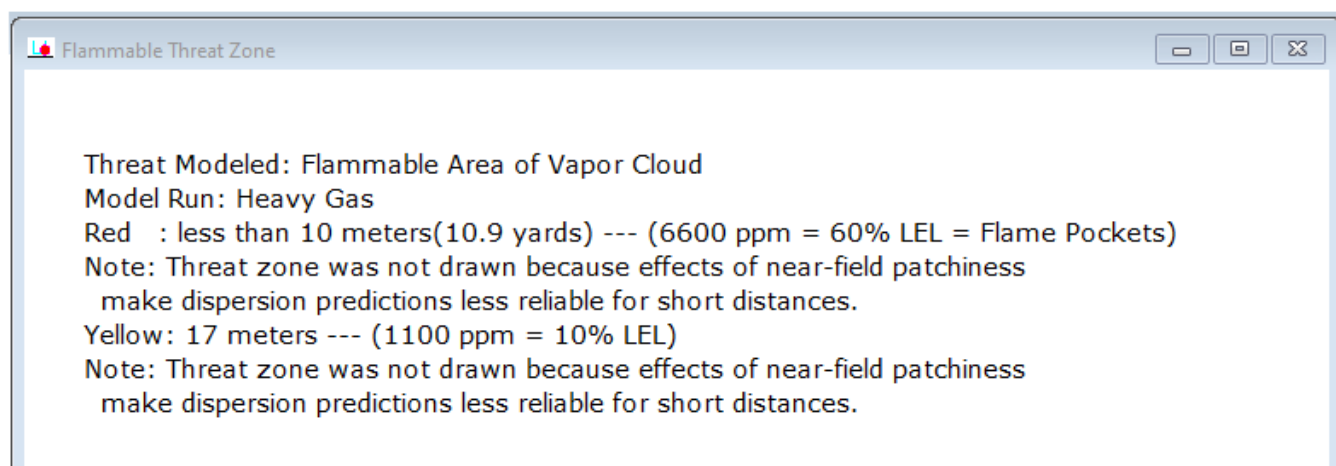 Flammable Threat Zone
Threat Modeled: Flammable Area of Vapor Cloud
Model Run: Heavy Gas
Red   : less than 10 meters(10.9 yards) --- (6600 ppm = 60% LEL = Flame Pockets)
Note: Threat zone was not drawn because effects of near-field patchiness
  make dispersion predictions less reliable for short distances.
Yellow: 17 meters --- (1100 ppm = 10% LEL)
Note: Threat zone was not drawn because effects of near-field patchiness
  make dispersion predictions less reliable for short distances.